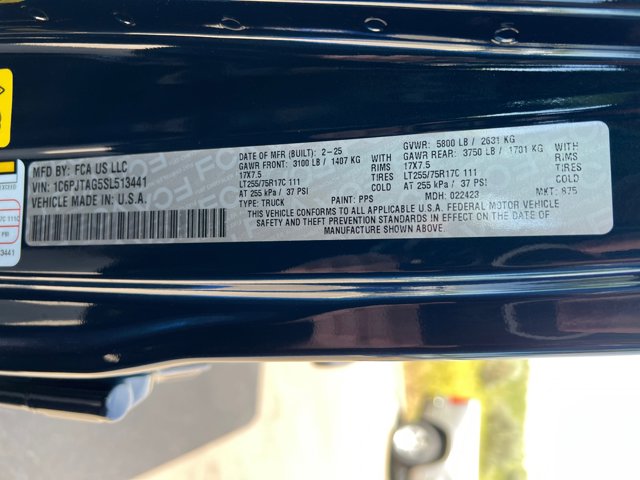 MFD BY: FCA US LLC
VIN: 1C6PJTAG5SL513441
VEHICLE MADE IN: U.S.A.
DATE OF MFR (BUILT): 2-25
GAWR FRONT: 3100 LB / 1407 KG WITH
17X7.5 RIMS
LT255/75R17C 111 TIRES
AT 255 kPa / 37 PSI COLD
TYPE: TRUCK PAINT: PPS
GVWR: 5800 LB / 2631 KG
GAWR REAR: 3750 LB / 1701 KG WITH
17X7.5 RIMS
LT255/75R17C 111 TIRES
AT 255 kPa / 37 PSI COLD
MDH: 022423 MKT: 875
THIS VEHICLE CONFORMS TO ALL APPLICABLE U.S.A. FEDERAL MOTOR VEHICLE
SAFETY AND THEFT PREVENTION STANDARDS IN EFFECT ON THE DATE OF
MANUFACTURE SHOWN ABOVE.
17C 111C
PSI
3441